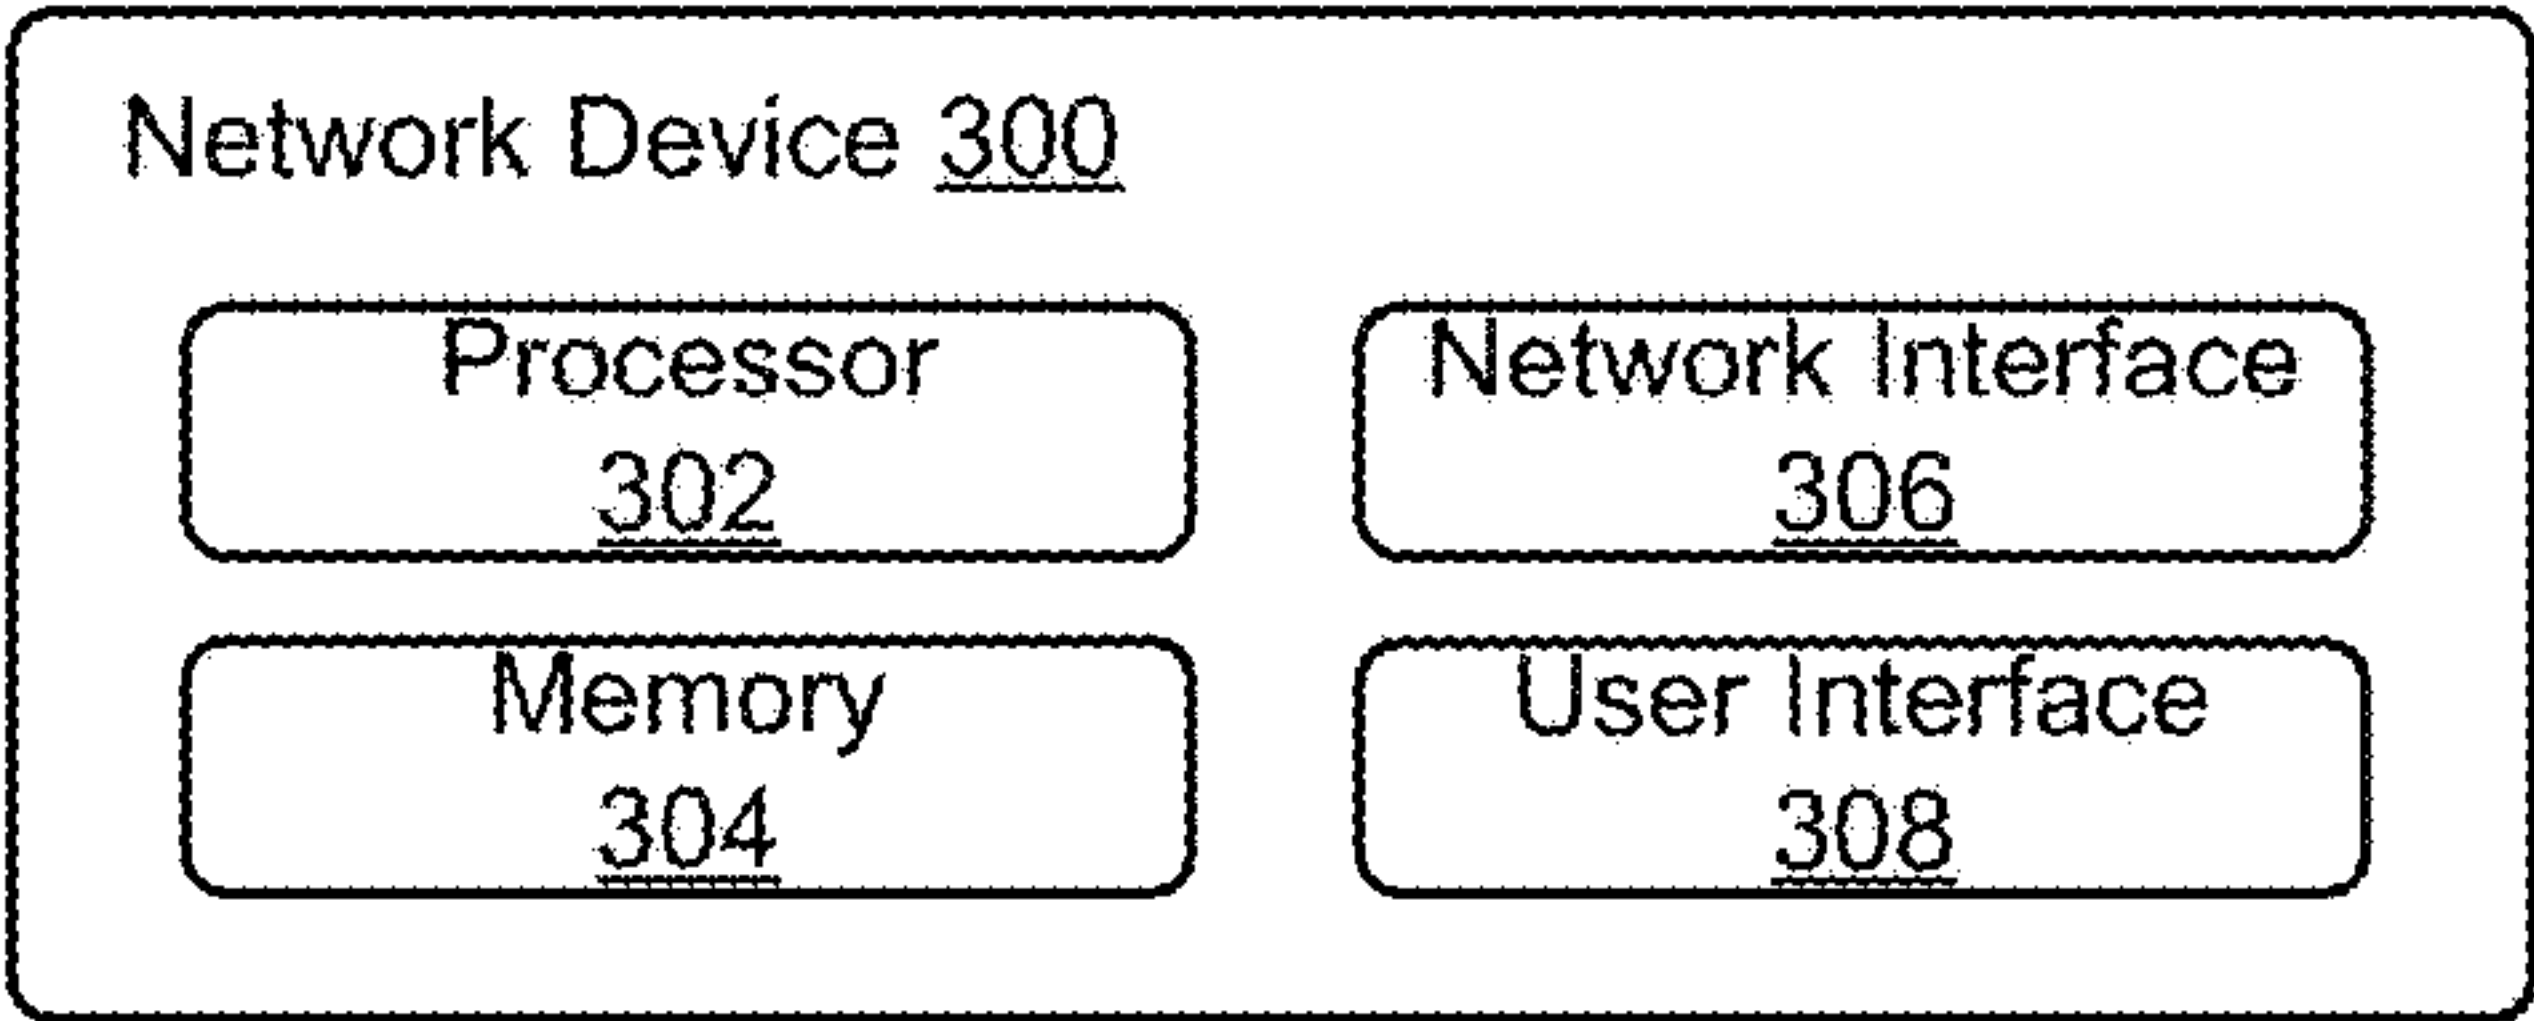 Network Device 300
Processor
302
Network Interface
306
Memory
304
User Interface
308